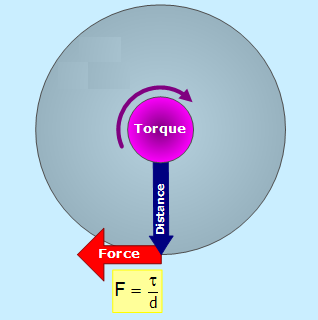 Torque
Distance
Force
F = τ/d